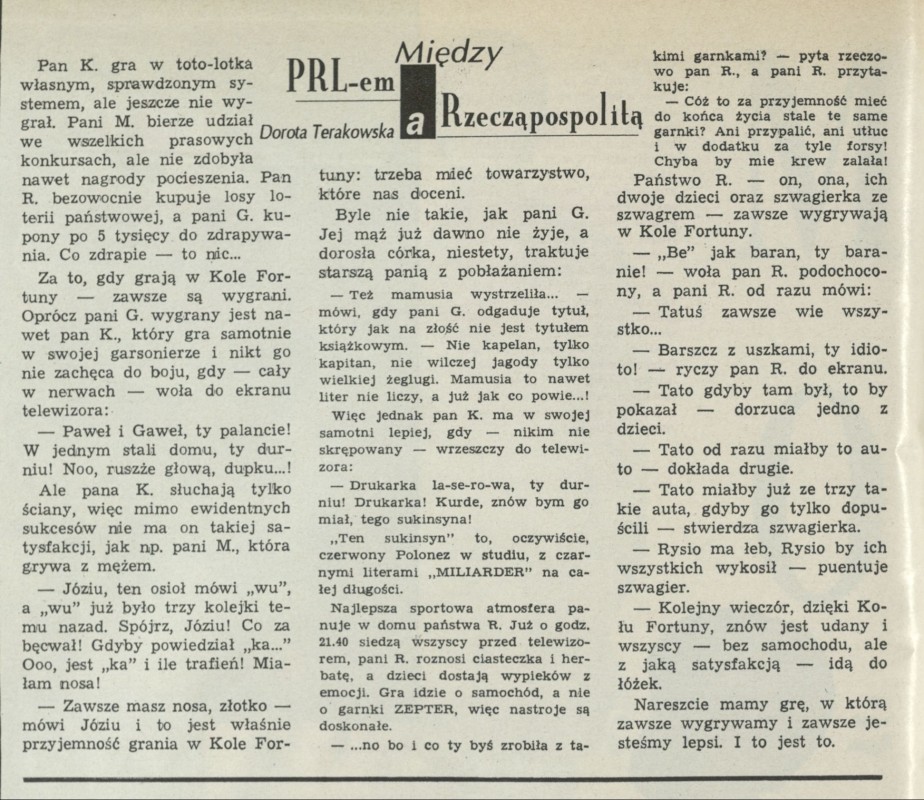 Między
PRL-em
a
Rzecząpospolitą
Dorota Terakowska
Pan K. gra w toto-lotka
własnym, sprawdzonym sy-
stemem, ale jeszcze nie wy-
grał. Pani M. bierze udział
we wszelkich prasowych
konkursach, ale nie zdobyła
nawet nagrody pocieszenia. Pan
R. bezowocnie kupuje losy lo-
terii państwowej, a pani G. ku-
pony po 5 tysięcy do zdrapywa-
nia. Co zdrapie — to nic...
Za to, gdy grają w Kole For-
tuny — zawsze są wygrani.
Oprócz pani G. wygrany jest na-
wet pan K., który gra samotnie
w swojej garsonierze i nikt go
nie zachęca do boju, gdy — cały
w nerwach — woła do ekranu
telewizora:
— Paweł i Gaweł, ty palancie!
W jednym stali domu, ty dur-
niu! Noo, ruszże głową, dupku...!
Ale pana K. słuchają tylko
ściany, więc mimo ewidentnych
sukcesów nie ma on takiej sa-
tysfakcji, jak np. pani M., która
grywa z mężem.
— Józiu, ten osioł mówi „wu",
a „wu" już było trzy kolejki te-
mu nazad. Spójrz, Józiu! Co za
bęcwał! Gdyby powiedział „ka..."
Ooo, jest „ka" i ile trafień! Mia-
łam nosa!
— Zawsze masz nosa, złotko —
mówi Józiu i to jest właśnie
przyjemność grania w Kole For-
tuny: trzeba mieć towarzystwo,
które nas doceni.
Byle nie takie, jak pani G.
Jej mąż już dawno nie żyje, a
dorosła córka, niestety, traktuje
starszą panią z pobłażaniem:
— Też mamusia wystrzeliła... —
mówi, gdy pani G. odgaduje tytuł,
który jak na złość nie jest tytułem
książkowym. — Nie kapelan, tylko
kapitan, nie wilczej jagody tylko
wielkiej żeglugi. Mamusia to nawet
liter nie liczy, a już jak co powie...!
Więc jednak pan K. ma w swojej
samotni lepiej, gdy — nikim nie
skrępowany — wrzeszczy do telewi-
zora:
— Drukarka la-se-ro-wa, ty dur-
niu! Drukarka! Kurde, znów bym go
miał, tego sukinsyna!
„Ten sukinsyn" to, oczywiście,
czerwony Polonez w studiu, z czar-
nymi literami „MILIARDER" na ca-
łej długości.
Najlepsza sportowa atmosfera pa-
nuje w domu państwa R. Już o godz.
21.40 siedzą wszyscy przed telewizo-
rem, pani R. roznosi ciasteczka i her-
batę, a dzieci dostają wypieków z
emocji. Gra idzie o samochód, a nie
o garnki ZEPTER, więc nastroje są
doskonałe.
— ...no bo i co ty byś zrobiła z ta-
kimi garnkami? — pyta rzeczo-
wo pan R., a pani R. przyta-
kuje:
— Cóż to za przyjemność mieć
do końca życia stale te same
garnki? Ani przypalić, ani utłuc
i w dodatku za tyle forsy!
Chyba by mie krew zalała!
Państwo R. — on, ona, ich
dwoje dzieci oraz szwagierka ze
szwagrem — zawsze wygrywają
w Kole Fortuny.
— „Be" jak baran, ty bara-
nie! — woła pan R. podochoco-
ny, a pani R. od razu mówi:
— Tatuś zawsze wie wszy-
stko...
— Barszcz z uszkami, ty idio-
to! — ryczy pan R. do ekranu.
— Tato gdyby tam był, to by
pokazał — dorzuca jedno z
dzieci.
— Tato od razu miałby to au-
to — dokłada drugie.
— Tato miałby już ze trzy ta-
kie auta, gdyby go tylko dopu-
ścili — stwierdza szwagierka.
— Rysio ma łeb, Rysio by ich
wszystkich wykosił — puentuje
szwagier.
— Kolejny wieczór, dzięki Ko-
łu Fortuny, znów jest udany i
wszyscy — bez samochodu, ale
z jaką satysfakcją — idą do
łóżek.
Nareszcie mamy grę, w którą
zawsze wygrywamy i zawsze je-
steśmy lepsi. I to jest to.